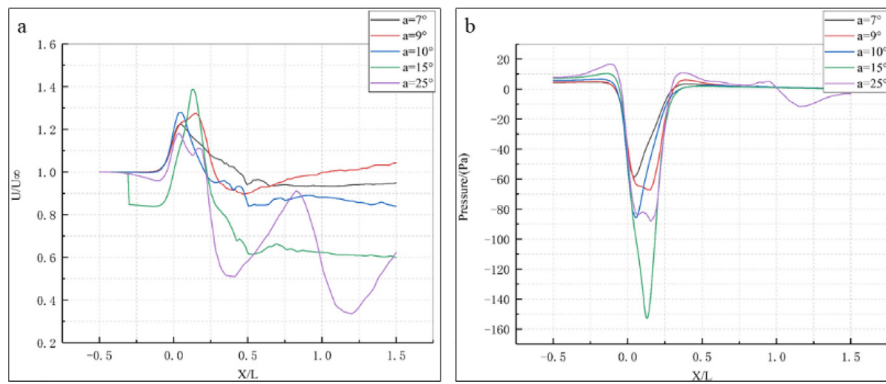 a
a=7°
a=9°
a=10°
a=15°
a=25°
1.6
1.4
1.2
1.0
0.8
0.6
0.4
0.2
U/U∞
-0.5
0.0
0.5
1.0
1.5
X/L
b
a=7°
a=9°
a=10°
a=15°
a=25°
20
0
-20
-40
-60
-80
-100
-120
-140
-160
Pressure/(Pa)
-0.5
0.0
0.5
1.0
1.5
X/L